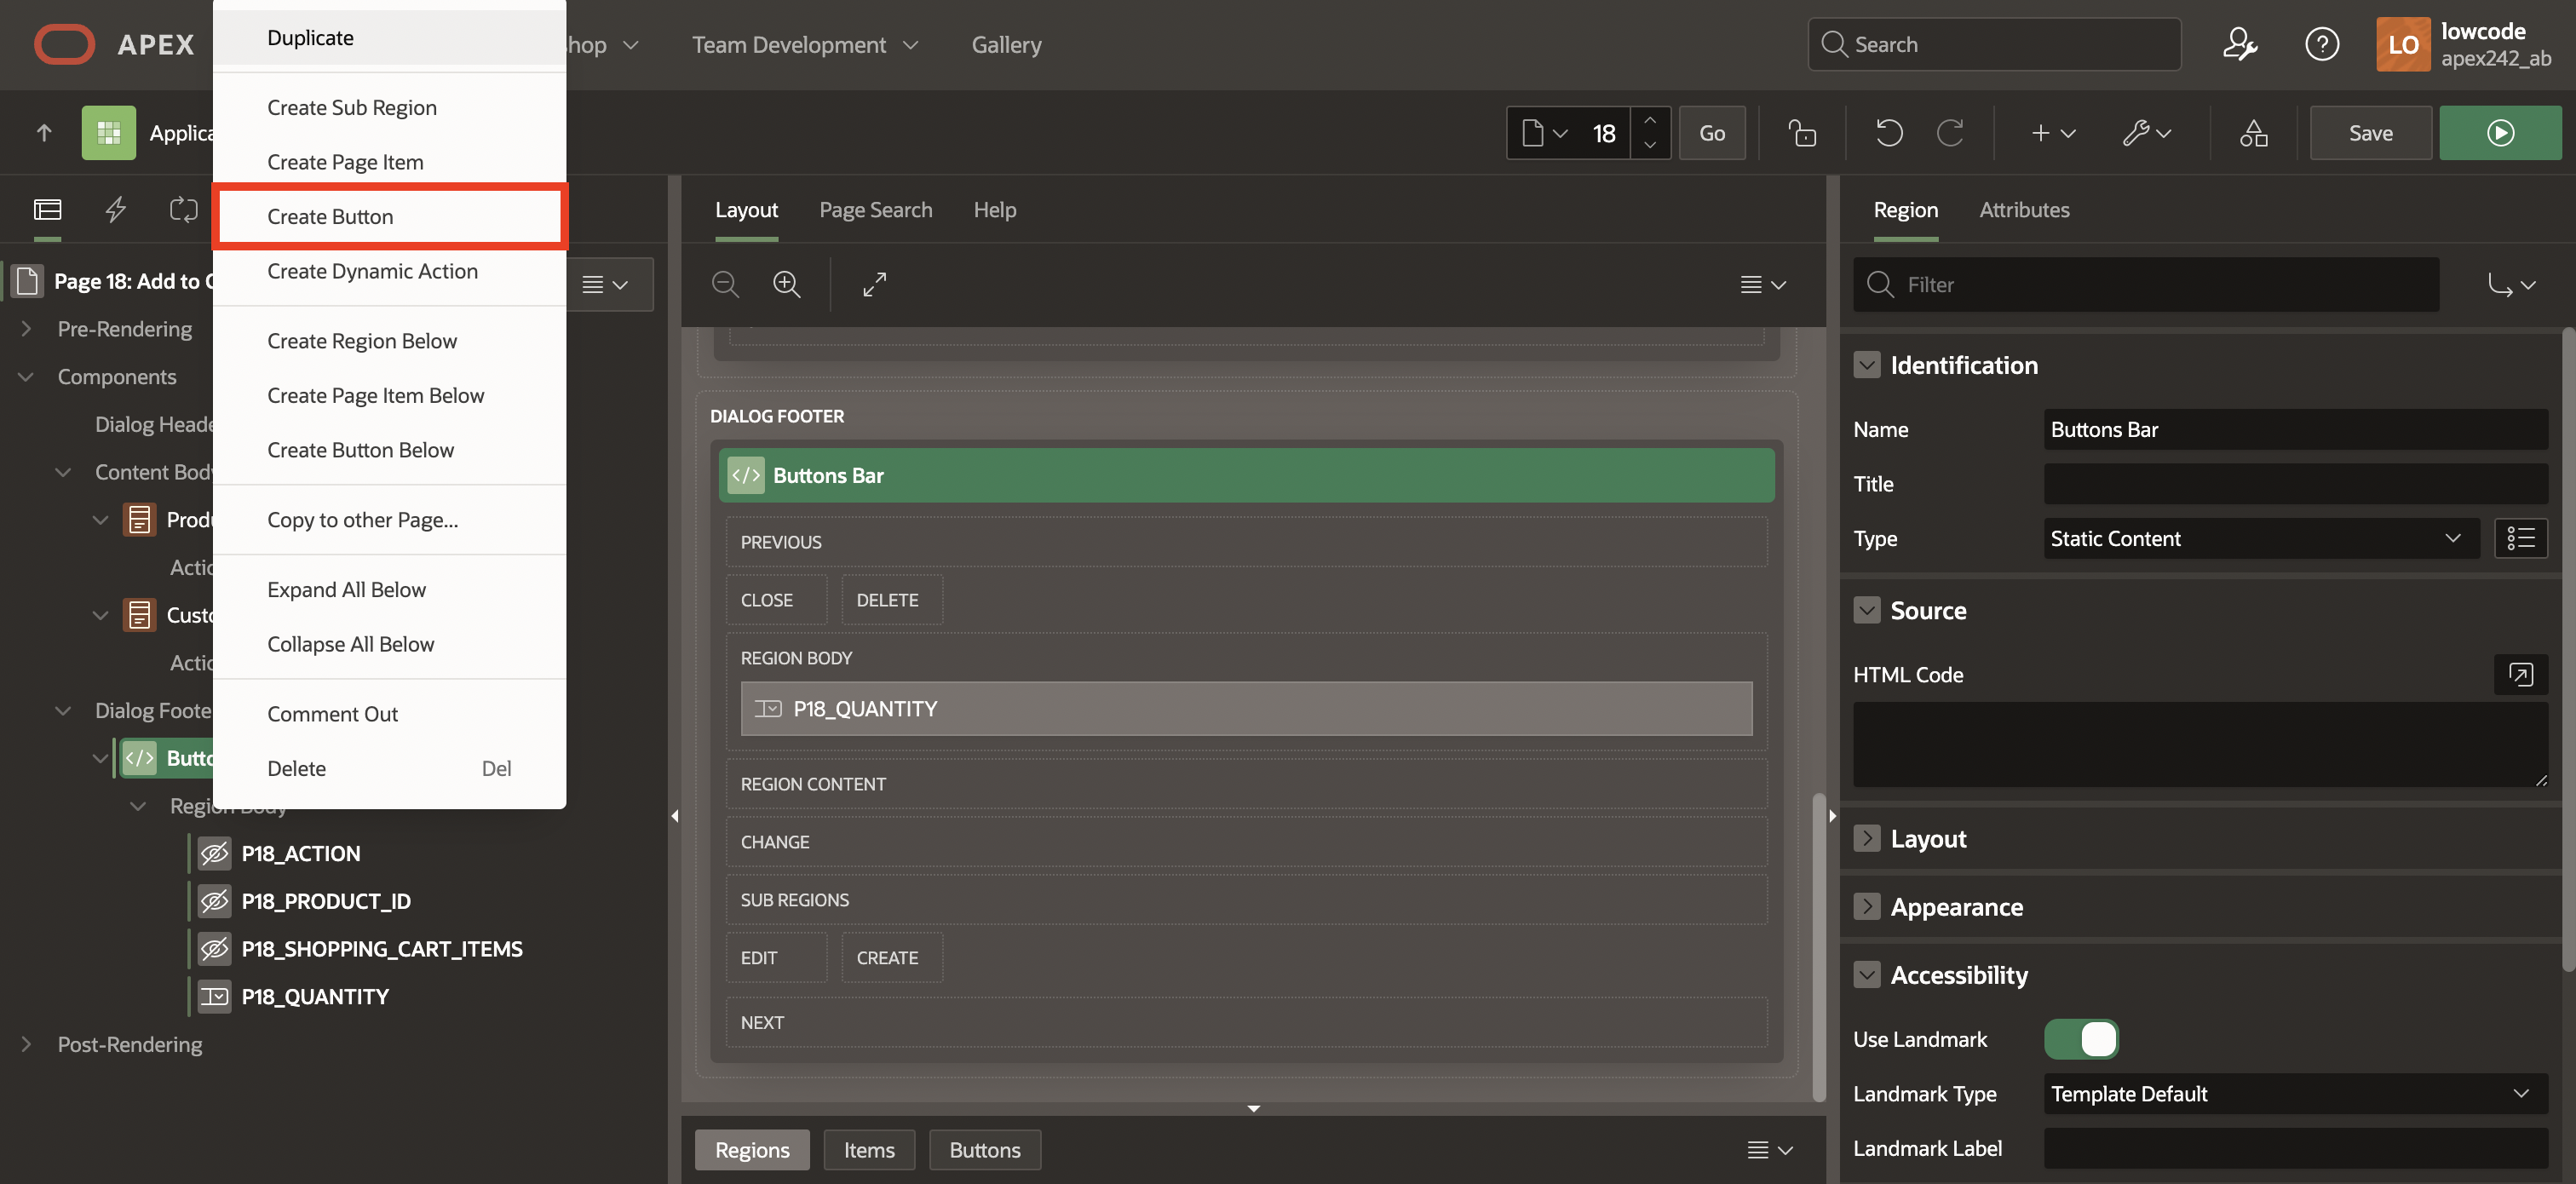 APEX
shop
Team Development
Gallery
Search
LO
lowcode
apex242_ab
Duplicate
Create Sub Region
Create Page Item
Create Button
Create Dynamic Action
Create Region Below
Create Page Item Below
Create Button Below
Copy to other Page...
Expand All Below
Collapse All Below
Comment Out
Delete Del
Applica
18
Go
Save
Page 18: Add to C
Pre-Rendering
Components
Dialog Heade
Content Body
Produ
Actio
Custo
Actio
Dialog Foote
Butto
Region Body
P18_ACTION
P18_PRODUCT_ID
P18_SHOPPING_CART_ITEMS
P18_QUANTITY
Post-Rendering
Layout
Page Search
Help
DIALOG FOOTER
</> Buttons Bar
PREVIOUS
CLOSE DELETE
REGION BODY
P18_QUANTITY
REGION CONTENT
CHANGE
SUB REGIONS
EDIT CREATE
NEXT
Regions Items Buttons
Region Attributes
Filter
Identification
Name Buttons Bar
Title
Type Static Content
Source
HTML Code
Layout
Appearance
Accessibility
Use Landmark
Landmark Type Template Default
Landmark Label